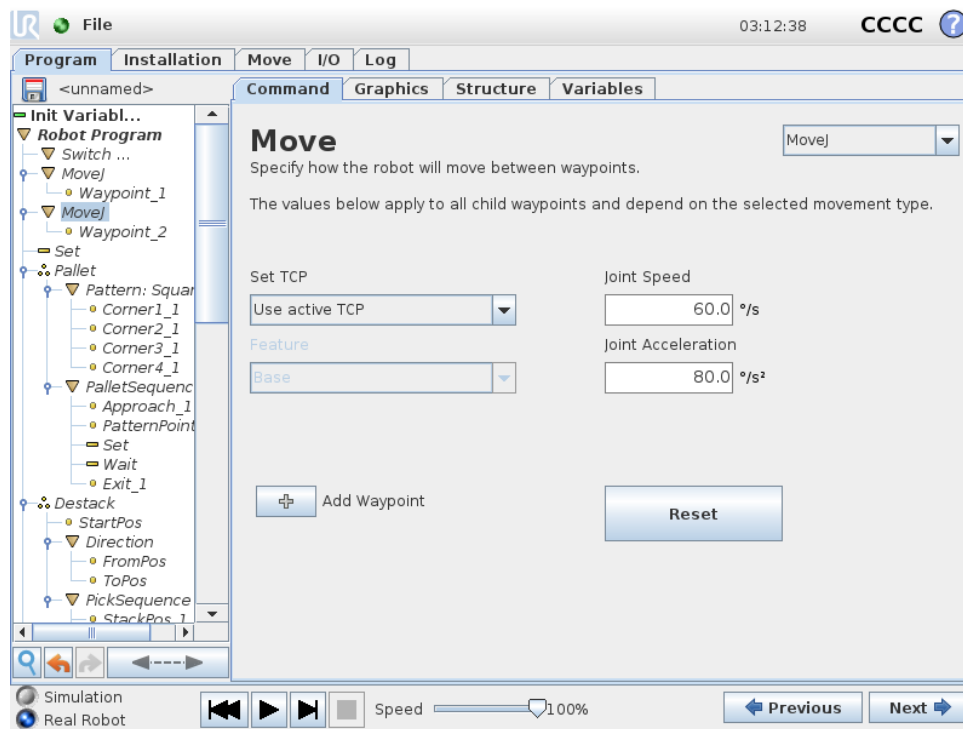 UR File 03:12:38 CCCC ?
Program Installation Move I/O Log
<unnamed> Command Graphics Structure Variables
Init Variabl...
Robot Program
Switch ...
MoveJ
Waypoint_1
MoveJ
Waypoint_2
Set
Pallet
Pattern: Squar
Corner1_1
Corner2_1
Corner3_1
Corner4_1
PalletSequenc
Approach_1
PatternPoint
Set
Wait
Exit_1
Destack
StartPos
Direction
FromPos
ToPos
PickSequence
StackPos_1
Move MoveJ
Specify how the robot will move between waypoints.
The values below apply to all child waypoints and depend on the selected movement type.
Set TCP Joint Speed
Use active TCP 60.0 °/s
Feature Joint Acceleration
Base 80.0 °/s²
Add Waypoint Reset
Simulation
Real Robot
Speed 100% Previous Next